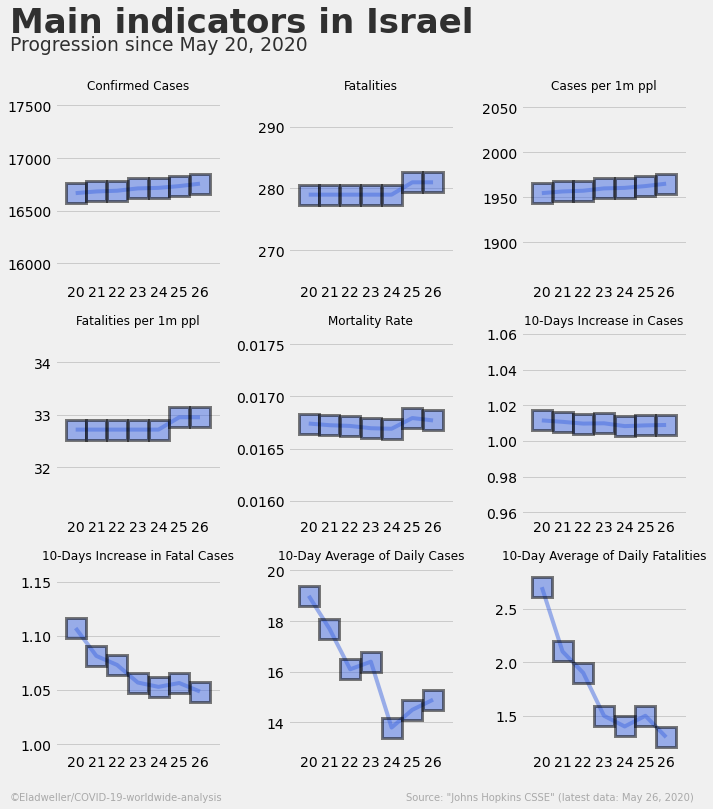 Main indicators in Israel
Progression since May 20, 2020
Confirmed Cases
17500
17000
16500
16000
20 21 22 23 24 25 26
Fatalities
290
280
270
20 21 22 23 24 25 26
Cases per 1m ppl
2050
2000
1950
1900
20 21 22 23 24 25 26
Fatalities per 1m ppl
34
33
32
20 21 22 23 24 25 26
Mortality Rate
0.0175
0.0170
0.0165
0.0160
20 21 22 23 24 25 26
10-Days Increase in Cases
1.06
1.04
1.02
1.00
0.98
0.96
20 21 22 23 24 25 26
10-Days Increase in Fatal Cases
1.15
1.10
1.05
1.00
20 21 22 23 24 25 26
10-Day Average of Daily Cases
20
18
16
14
20 21 22 23 24 25 26
10-Day Average of Daily Fatalities
2.5
2.0
1.5
20 21 22 23 24 25 26
©Eladweller/COVID-19-worldwide-analysis
Source: "Johns Hopkins CSSE" (latest data: May 26, 2020)